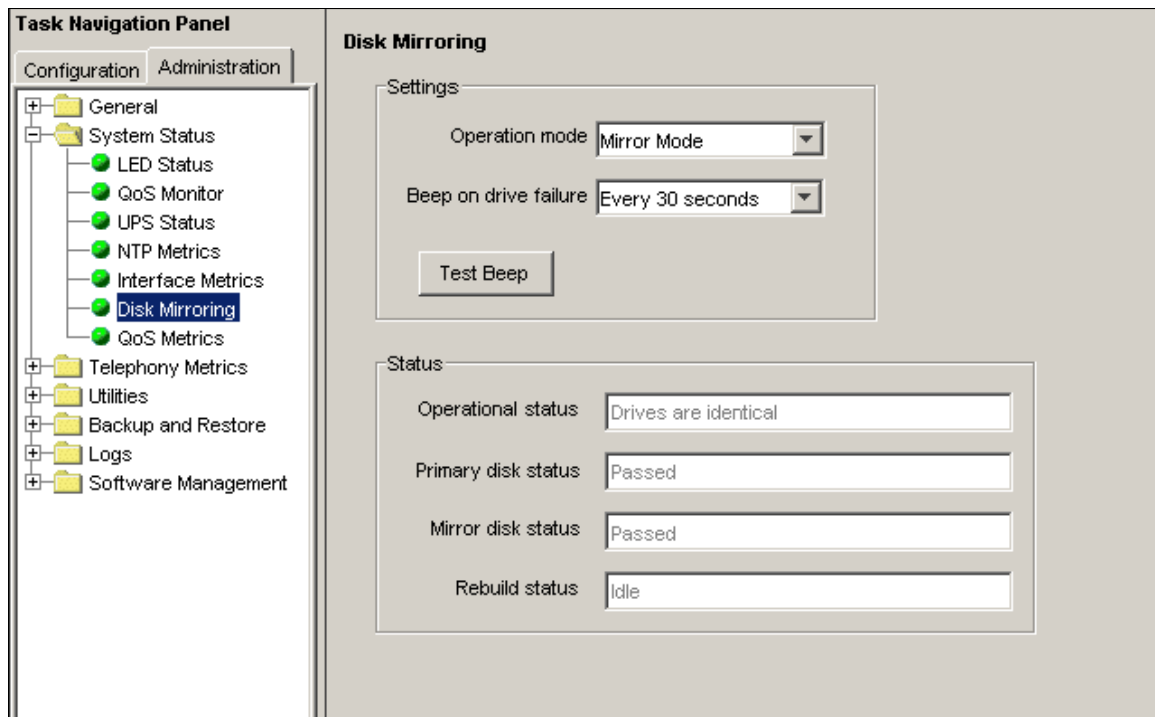 Task Navigation Panel
Configuration
Administration
General
System Status
LED Status
QoS Monitor
UPS Status
NTP Metrics
Interface Metrics
Disk Mirroring
QoS Metrics
Telephony Metrics
Utilities
Backup and Restore
Logs
Software Management
Disk Mirroring
Settings
Operation mode Mirror Mode
Beep on drive failure Every 30 seconds
Test Beep
Status
Operational status Drives are identical
Primary disk status Passed
Mirror disk status Passed
Rebuild status Idle